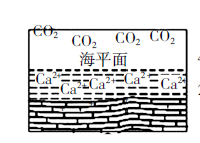 CO₂ CO₂ CO₂ CO₂
海平面
Ca²⁺ Ca²⁺ Ca²⁺ Ca²⁺ Ca²⁺